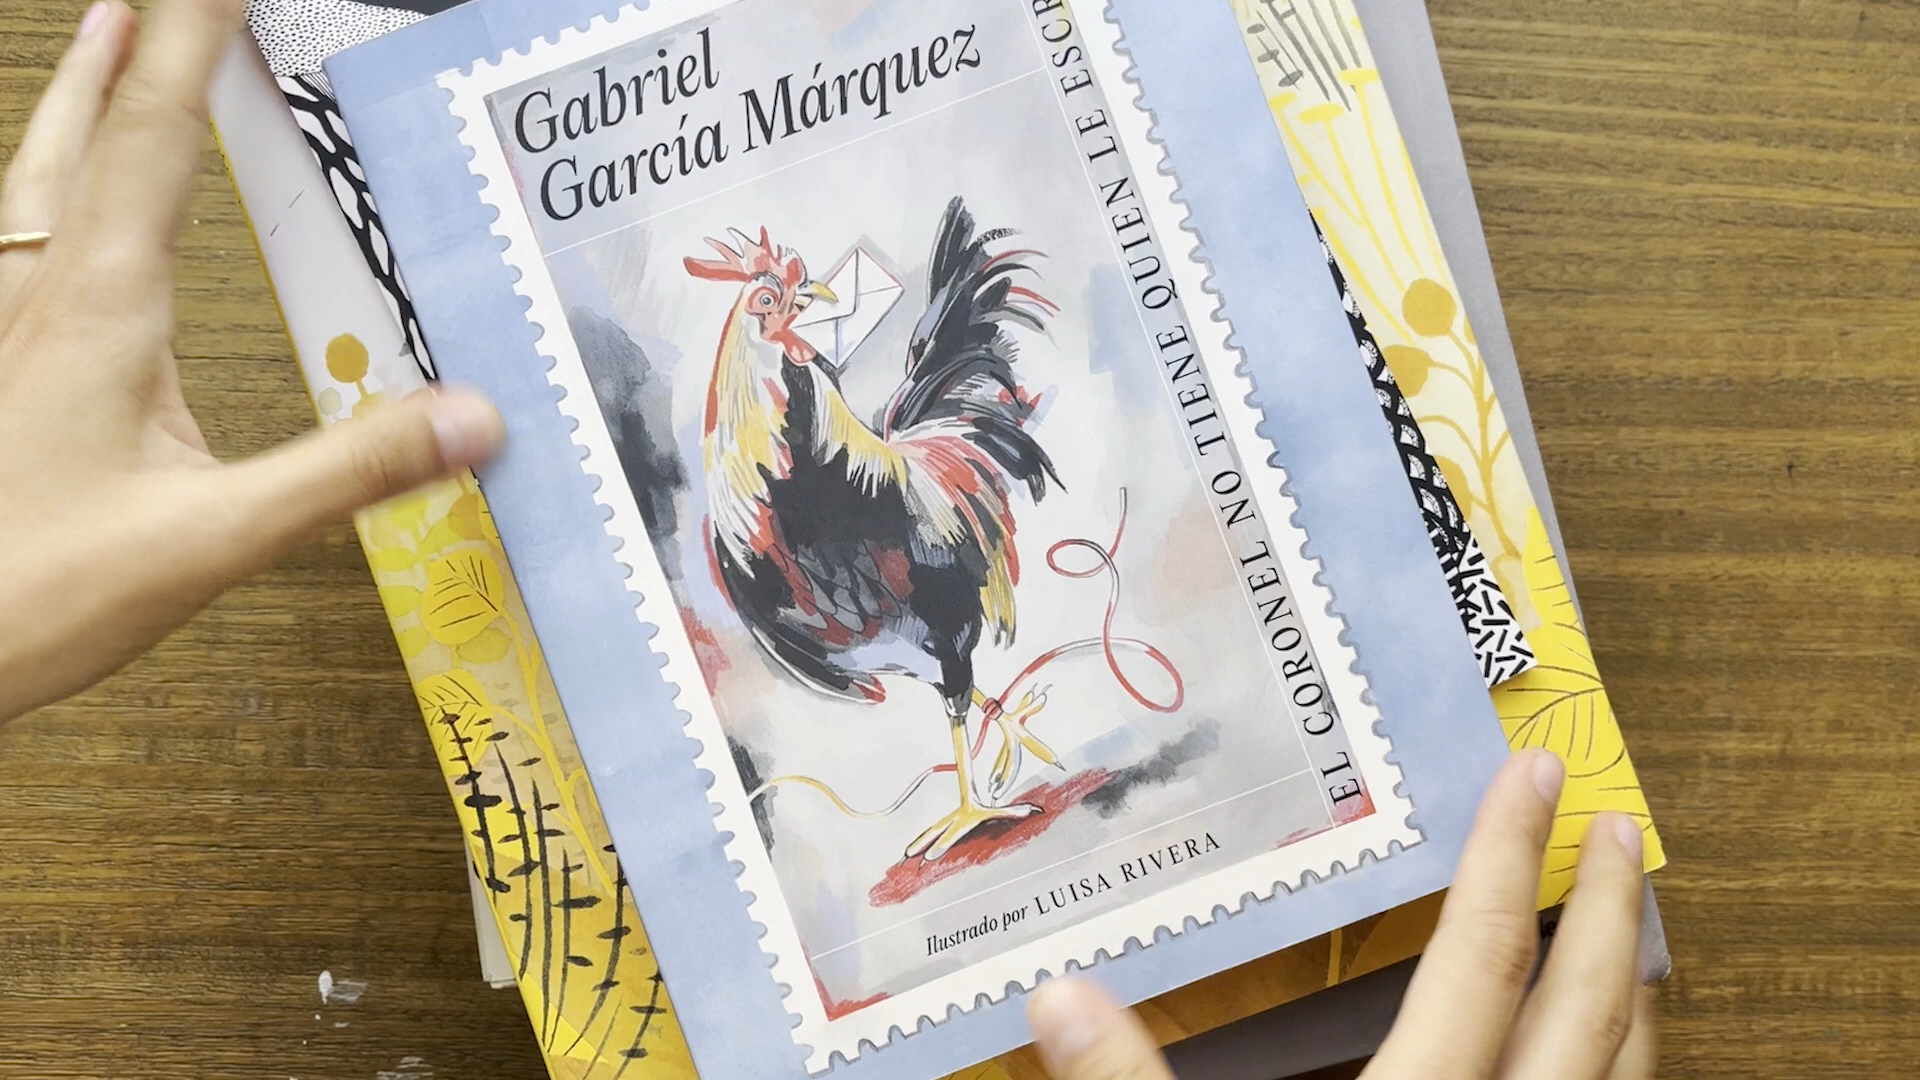 Gabriel
García Márquez
EL CORONEL NO TIENE QUIEN LE ESCR
Ilustrado por LUISA RIVERA